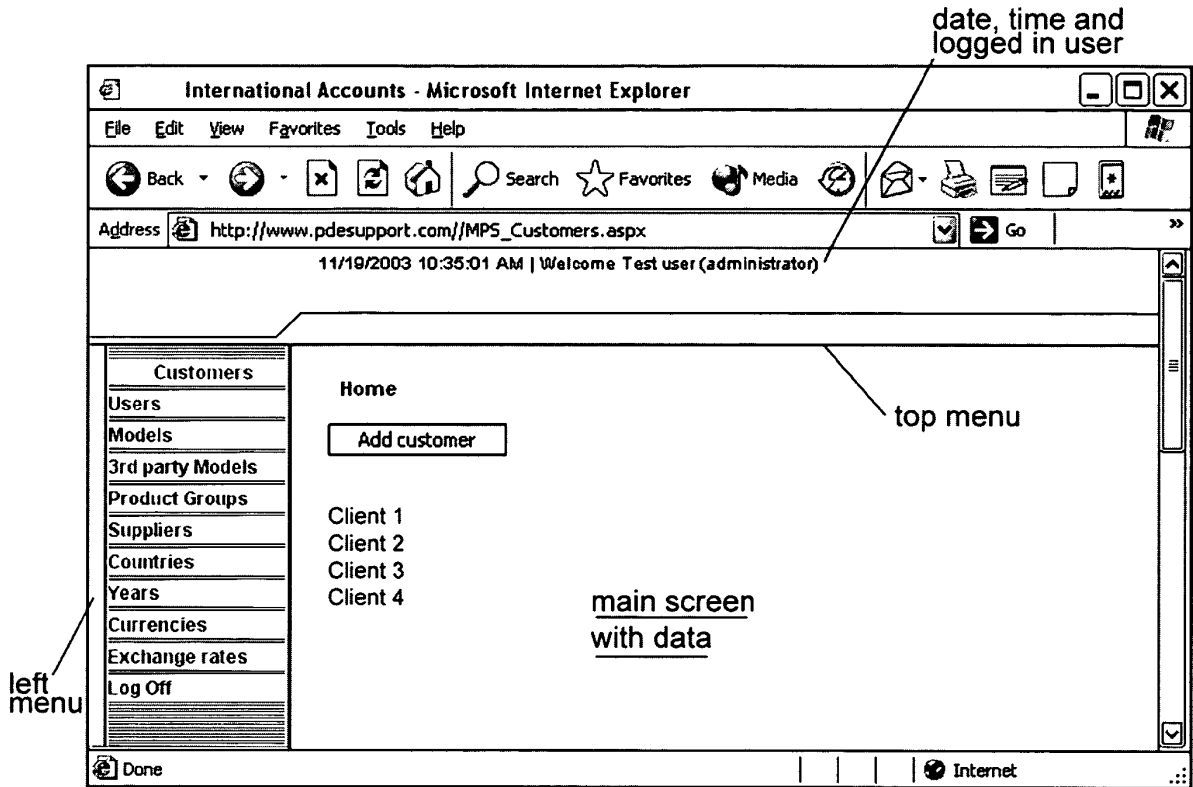 date, time and
logged in user
International Accounts - Microsoft Internet Explorer
File Edit View Favorites Tools Help
Back Search Favorites Media
Address http://www.pdesupport.com//MPS_Customers.aspx Go »
11/19/2003 10:35:01 AM | Welcome Test user (administrator)
top menu
Customers
Users
Models
3rd party Models
Product Groups
Suppliers
Countries
Years
Currencies
Exchange rates
Log Off
left
menu
Home
Add customer
Client 1
Client 2
Client 3
Client 4
main screen
with data
Done Internet